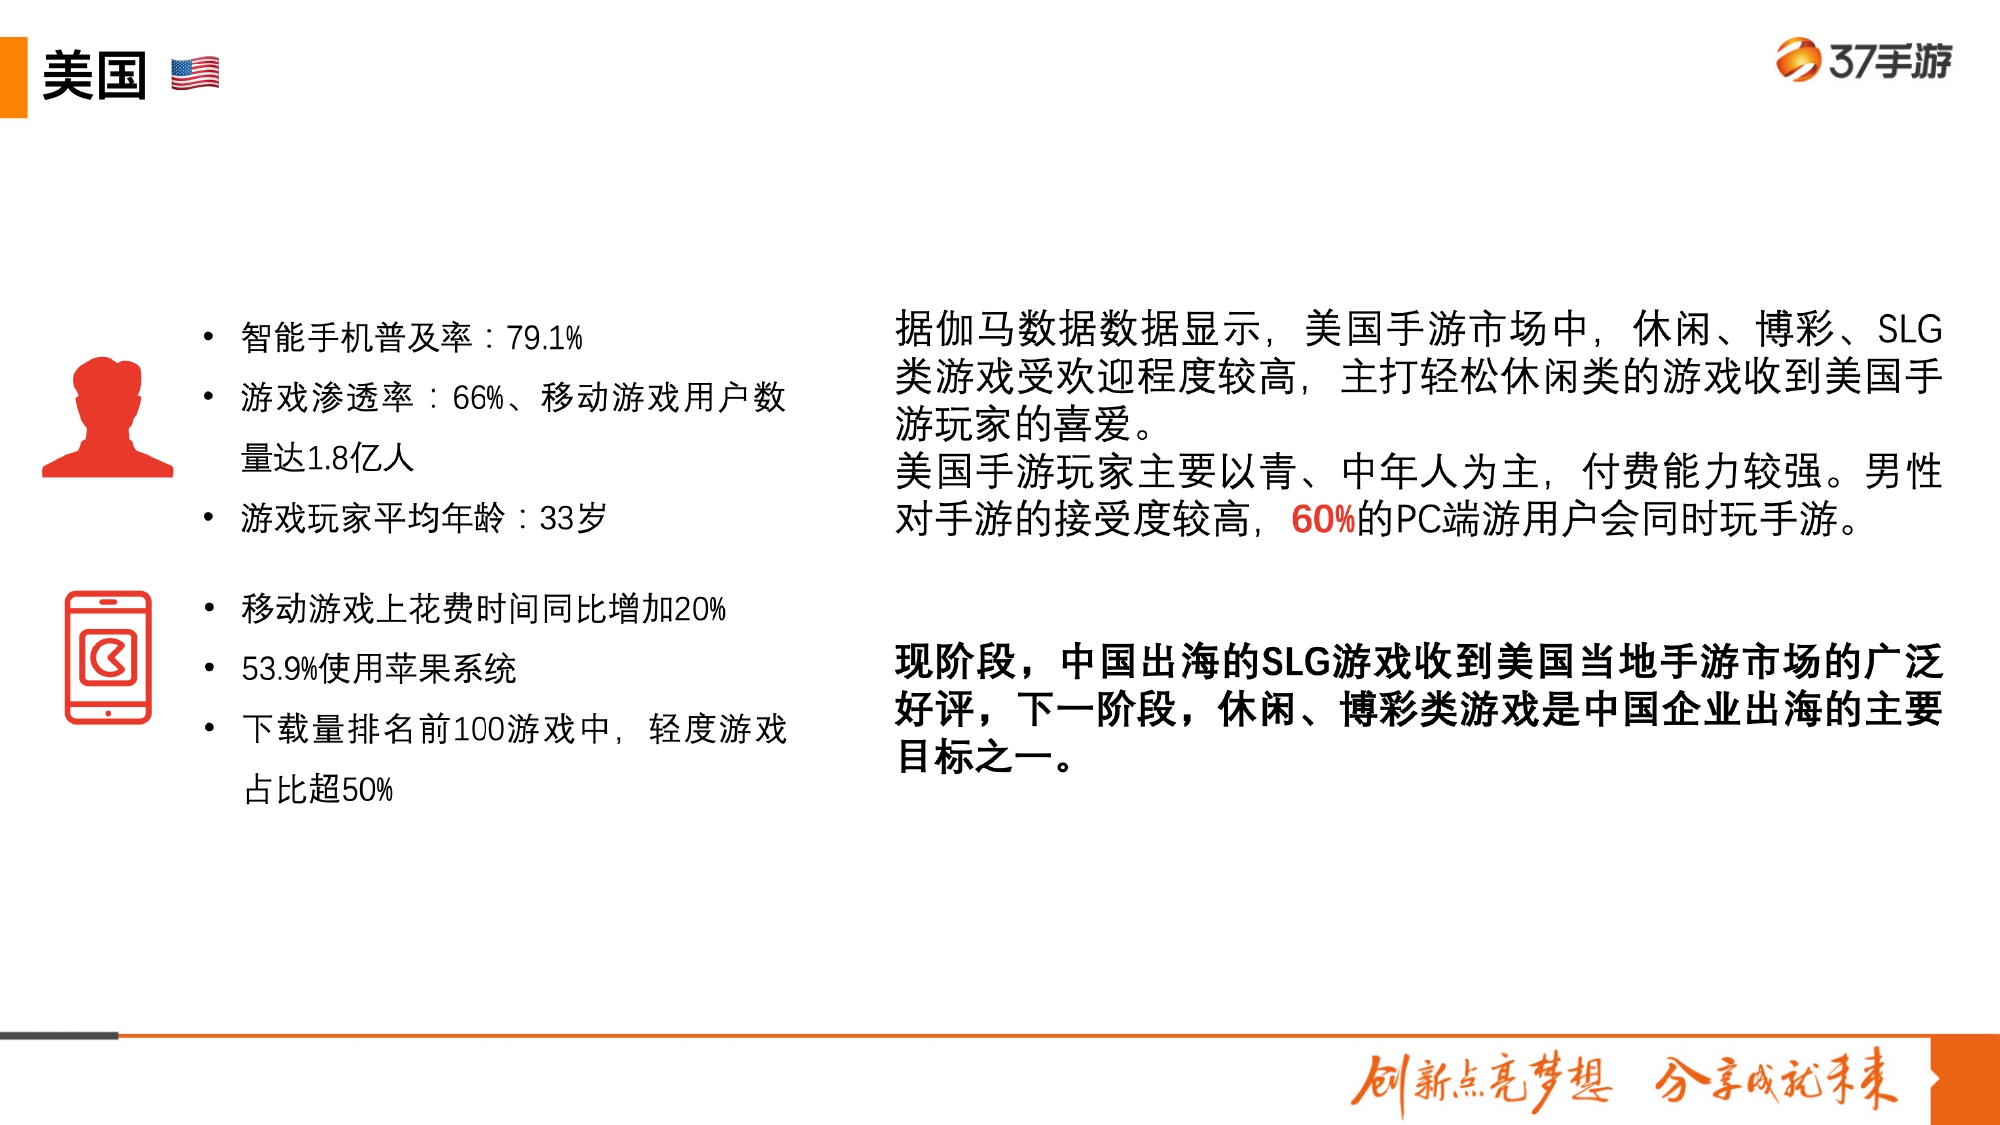 美国
37手游
• 智能手机普及率：79.1%
• 游戏渗透率：66%、移动游戏用户数
量达1.8亿人
• 游戏玩家平均年龄：33岁
• 移动游戏上花费时间同比增加20%
• 53.9%使用苹果系统
• 下载量排名前100游戏中，轻度游戏
占比超50%
据伽马数据数据显示，美国手游市场中，休闲、博彩、SLG
类游戏受欢迎程度较高，主打轻松休闲类的游戏收到美国手
游玩家的喜爱。
美国手游玩家主要以青、中年人为主，付费能力较强。男性
对手游的接受度较高，60%的PC端游用户会同时玩手游。
现阶段，中国出海的SLG游戏收到美国当地手游市场的广泛
好评，下一阶段，休闲、博彩类游戏是中国企业出海的主要
目标之一。
创新点亮梦想 分享成就未来